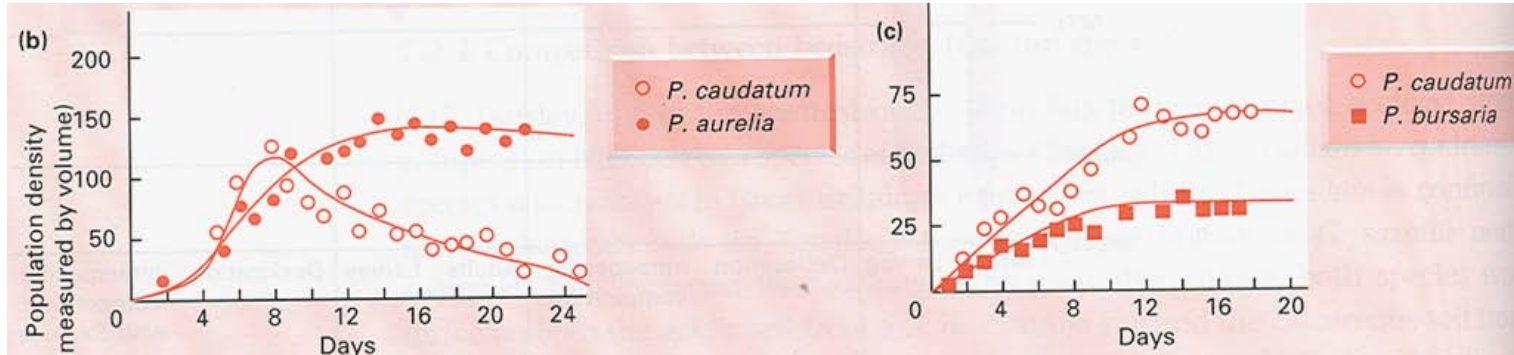 (b)
200
150
100
50
Population density
measured by volume)
0 4 8 12 16 20 24
Days
P. caudatum
P. aurelia
(c)
75
50
25
0 4 8 12 16 20
Days
P. caudatum
P. bursaria